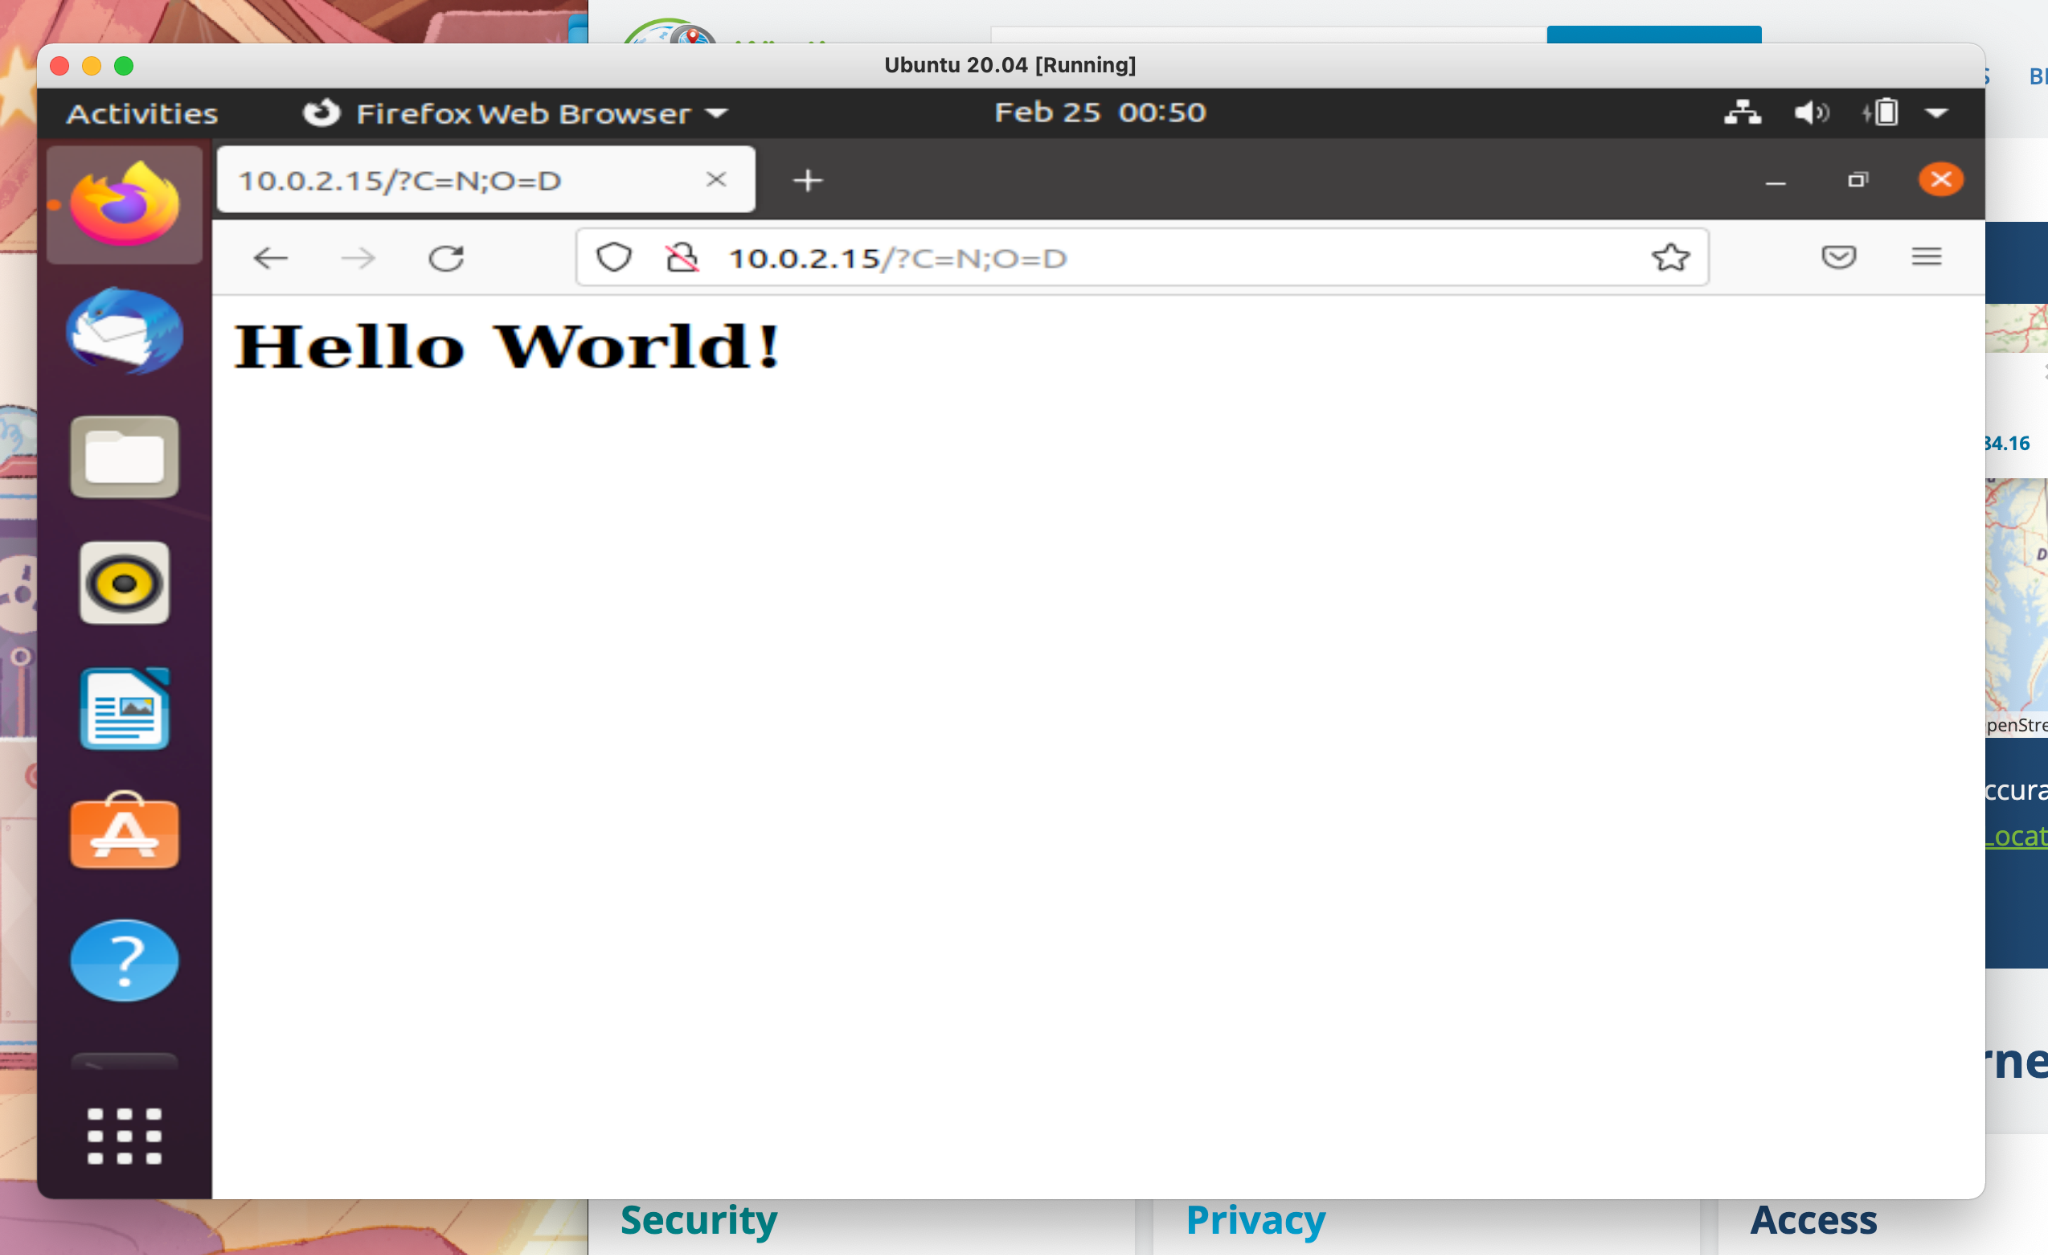 Ubuntu 20.04 [Running]
Activities
Firefox Web Browser
Feb 25 00:50
10.0.2.15/?C=N;O=D
10.0.2.15/?C=N;O=D
Hello World!
34.16
penStre
ccura
Locat
rne
Security
Privacy
Access